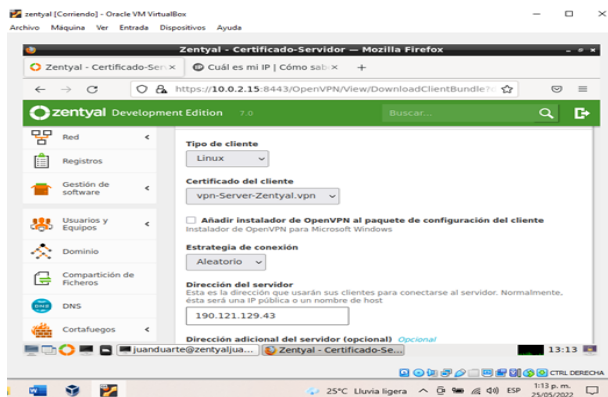 zentyal [Corriendo] - Oracle VM VirtualBox
Archivo Máquina Ver Entrada Dispositivos Ayuda
Zentyal - Certificado-Servidor — Mozilla Firefox
Zentyal - Certificado-Ser × Cuál es mi IP | Cómo sab × +
https://10.0.2.15:8443/OpenVPN/View/DownloadClientBundle?
zentyal Development Edition 7.0 Buscar...
Red
Registros
Gestión de
software
Usuarios y
Equipos
Dominio
Compartición de
Ficheros
DNS
Cortafuegos
Tipo de cliente
Linux
Certificado del cliente
vpn-Server-Zentyal.vpn
Añadir instalador de OpenVPN al paquete de configuración del cliente
Instalador de OpenVPN para Microsoft Windows
Estrategia de conexión
Aleatorio
Dirección del servidor
Esta es la dirección que usarán sus clientes para conectarse al servidor. Normalmente,
ésta será una IP pública o un nombre de host
190.121.129.43
Dirección adicional del servidor (opcional) Opcional
juanduarte@zentyaljua... Zentyal - Certificado-Se... 13:13
CTRL DERECHA
25°C Lluvia ligera ESP 1:13 p. m.
25/05/2022